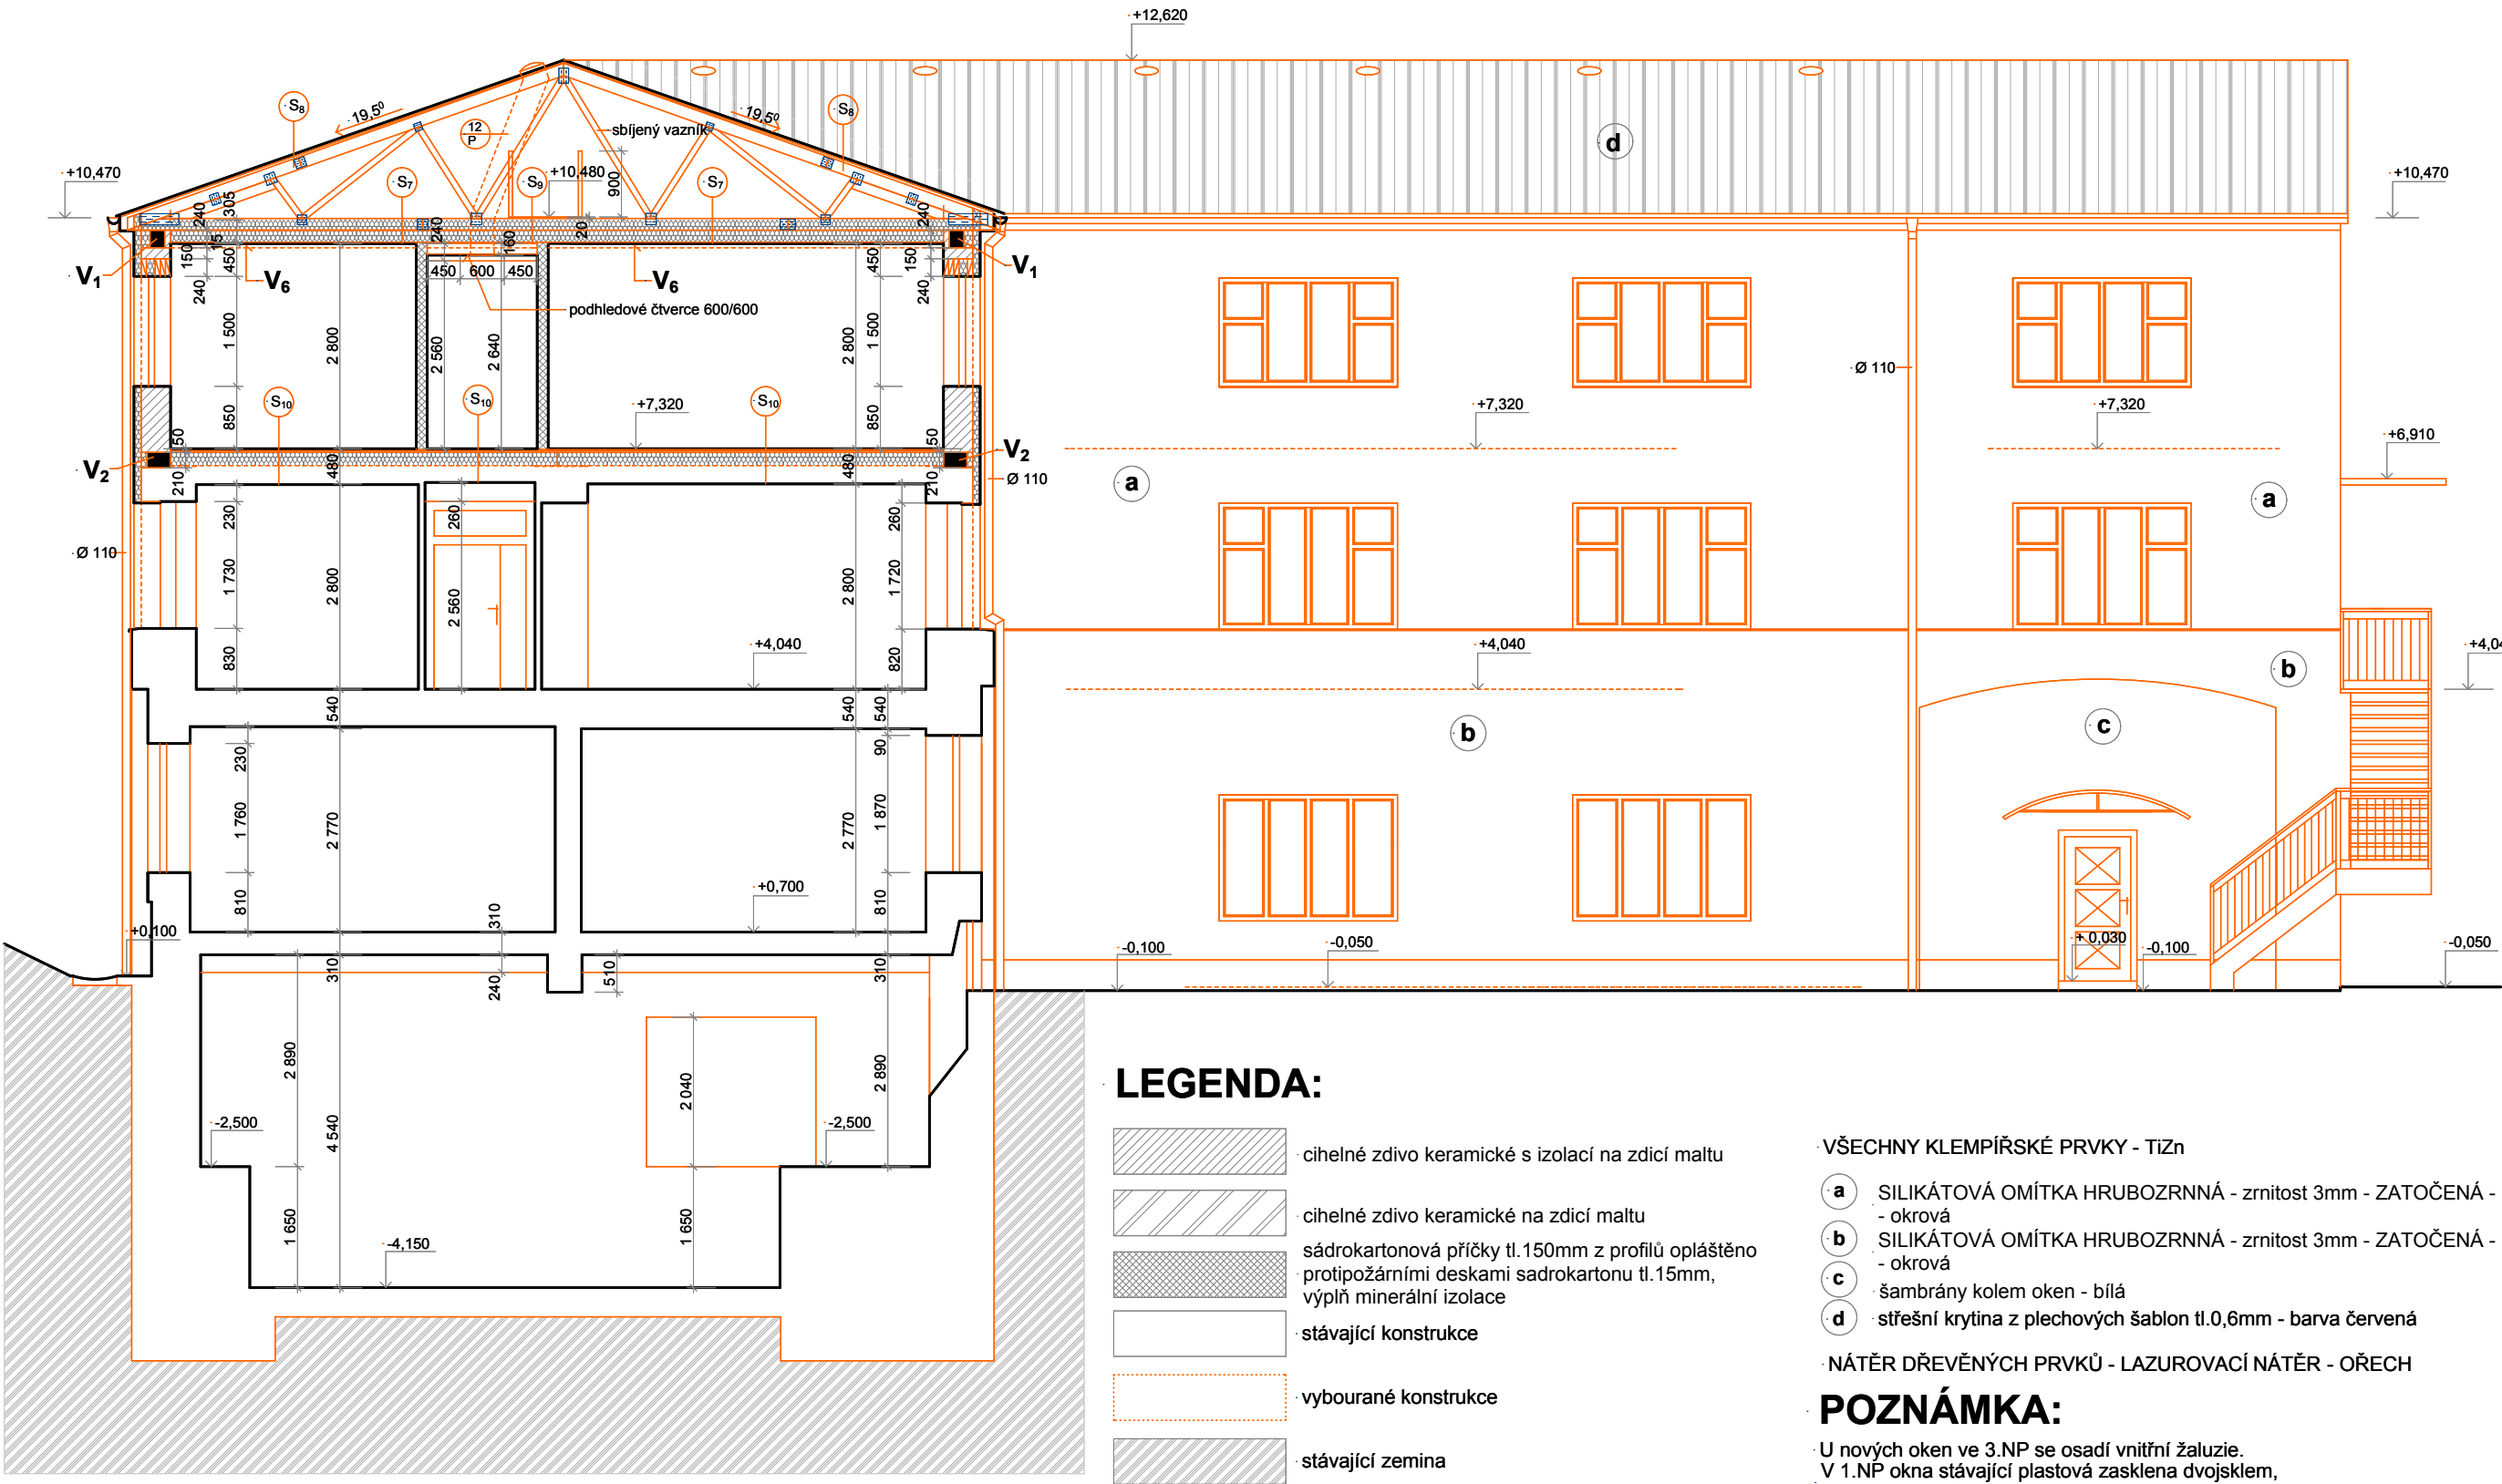 +12,620
S8
19,5⁰
12
P
sbíjený vazník
19,5⁰
S8
d
+10,470
S7
S9
+10,480
900
S7
+10,470
240
305
240
160
20
240
15
150
450
240
450 600 450
450
150
240
V1
V6
V6
V1
podhledové čtverce 600/600
1 500
2 800
2 560
2 640
2 800
1 500
Ø 110
850
S10
S10
+7,320
S10
850
+7,320
+7,320
+6,910
50
50
V2
480
480
V2
210
210
Ø 110
a
a
230
260
260
Ø 110
1 730
2 800
2 560
2 800
1 720
830
+4,040
820
+4,040
+4,04
b
540
540
540
c
b
230
90
1 760
2 770
2 770
1 870
810
310
+0,700
810
+0,100
310
240
510
310
-0,100
-0,050
+ 0,030
-0,100
-0,050
2 890
2 040
2 890
-2,500
4 540
-2,500
1 650
-4,150
1 650
LEGENDA:
cihelné zdivo keramické s izolací na zdicí maltu
cihelné zdivo keramické na zdicí maltu
sádrokartonová příčky tl.150mm z profilů opláštěno
protipožárními deskami sadrokartonu tl.15mm,
výplň minerální izolace
stávající konstrukce
vybourané konstrukce
stávající zemina
VŠECHNY KLEMPÍŘSKÉ PRVKY - TiZn
a SILIKÁTOVÁ OMÍTKA HRUBOZRNNÁ - zrnitost 3mm - ZATOČENÁ -
- okrová
b SILIKÁTOVÁ OMÍTKA HRUBOZRNNÁ - zrnitost 3mm - ZATOČENÁ -
- okrová
c šambrány kolem oken - bílá
d střešní krytina z plechových šablon tl.0,6mm - barva červená
NÁTĚR DŘEVĚNÝCH PRVKŮ - LAZUROVACÍ NÁTĚR - OŘECH
POZNÁMKA:
U nových oken ve 3.NP se osadí vnitřní žaluzie.
V 1.NP okna stávající plastová zasklena dvojsklem,